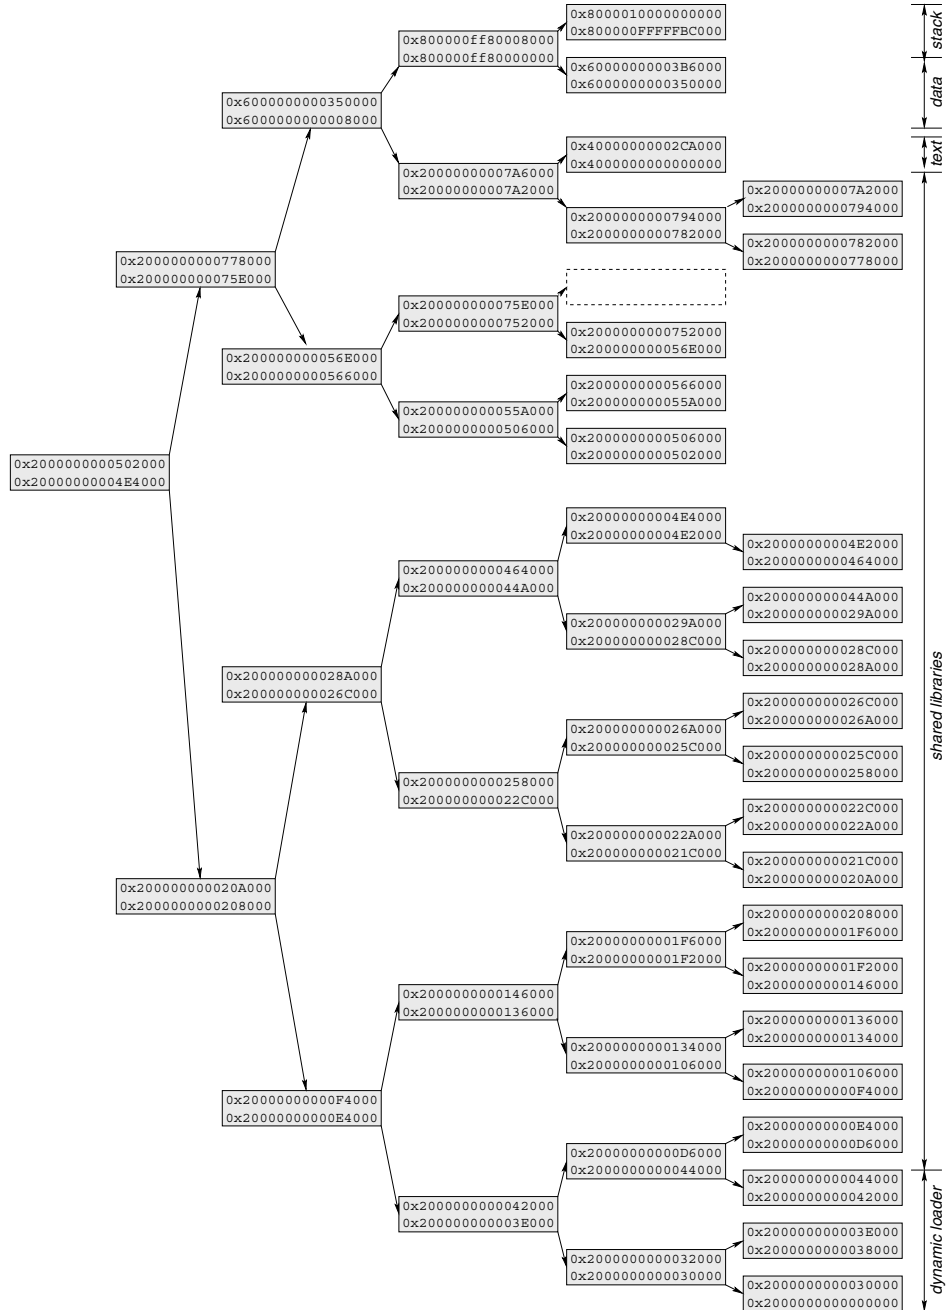 0x8000010000000000
0x800000FFFFFBC000
stack
0x800000ff80008000
0x800000ff80000000
0x60000000003B6000
0x6000000000350000
data
0x6000000000350000
0x6000000000008000
0x40000000002CA000
0x4000000000000000
text
0x20000000007A6000
0x20000000007A2000
0x20000000007A2000
0x2000000000794000
0x2000000000794000
0x2000000000782000
0x2000000000782000
0x2000000000778000
0x2000000000778000
0x200000000075E000
0x200000000075E000
0x2000000000752000
0x2000000000752000
0x200000000056E000
0x200000000056E000
0x2000000000566000
0x2000000000566000
0x200000000055A000
0x200000000055A000
0x2000000000506000
0x2000000000506000
0x2000000000502000
0x2000000000502000
0x20000000004E4000
0x20000000004E4000
0x20000000004E2000
0x20000000004E2000
0x2000000000464000
0x2000000000464000
0x200000000044A000
0x200000000044A000
0x200000000029A000
0x200000000029A000
0x200000000028C000
0x200000000028C000
0x200000000028A000
0x200000000028A000
0x200000000026C000
shared libraries
0x200000000026C000
0x200000000026A000
0x200000000026A000
0x200000000025C000
0x200000000025C000
0x2000000000258000
0x2000000000258000
0x200000000022C000
0x200000000022C000
0x200000000022A000
0x200000000022A000
0x200000000021C000
0x200000000021C000
0x200000000020A000
0x200000000020A000
0x2000000000208000
0x2000000000208000
0x20000000001F6000
0x20000000001F6000
0x20000000001F2000
0x20000000001F2000
0x2000000000146000
0x2000000000146000
0x2000000000136000
0x2000000000136000
0x2000000000134000
0x2000000000134000
0x2000000000106000
0x2000000000106000
0x20000000000F4000
0x20000000000F4000
0x20000000000E4000
0x20000000000E4000
0x20000000000D6000
0x20000000000D6000
0x2000000000044000
0x2000000000044000
0x2000000000042000
0x2000000000042000
0x200000000003E000
0x200000000003E000
0x2000000000038000
dynamic loader
0x2000000000032000
0x2000000000030000
0x2000000000030000
0x2000000000000000